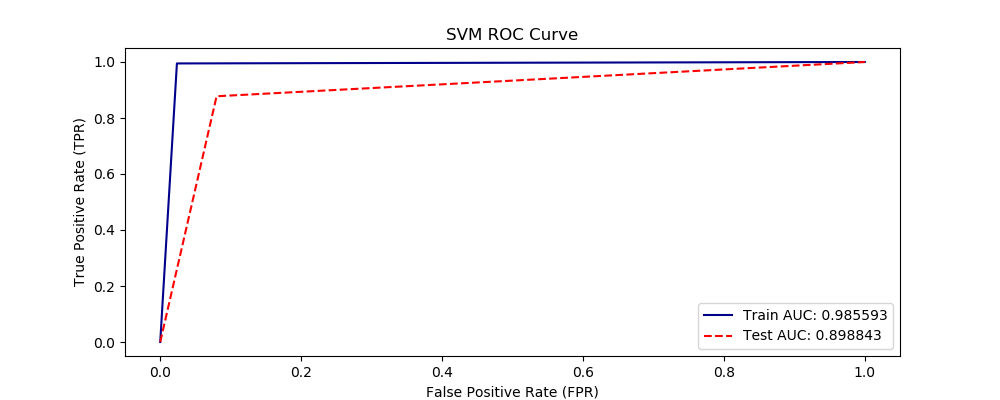 SVM ROC Curve
True Positive Rate (TPR)
1.0
0.8
0.6
0.4
0.2
0.0
Train AUC: 0.985593
Test AUC: 0.898843
0.0 0.2 0.4 0.6 0.8 1.0
False Positive Rate (FPR)